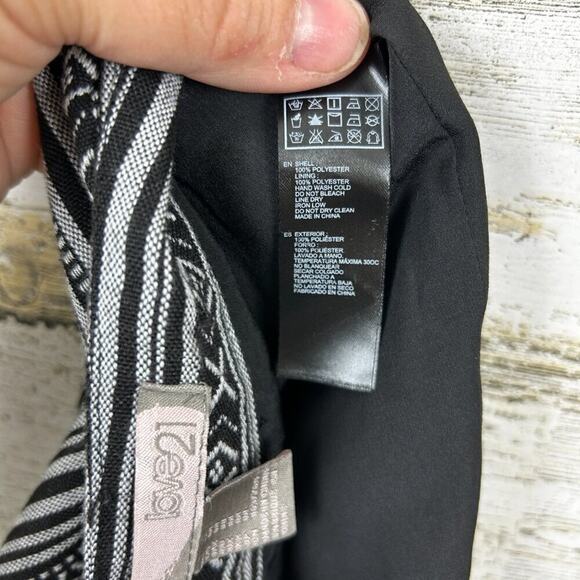 EN SHELL :
100% POLYESTER
LINING :
100% POLYESTER
HAND WASH COLD
DO NOT BLEACH
LINE DRY
IRON LOW
DO NOT DRY CLEAN
MADE IN CHINA
ES EXTERIOR :
100% POLIÉSTER
FORRO :
100% POLIÉSTER
LAVADO A MANO.
TEMPERATURA MÁXIMA 30OC
NO BLANQUEAR
SECAR COLGADO
PLANCHADO A
TEMPERATURA BAJA
NO LAVADO EN SECO
FABRICADO EN CHINA
love21